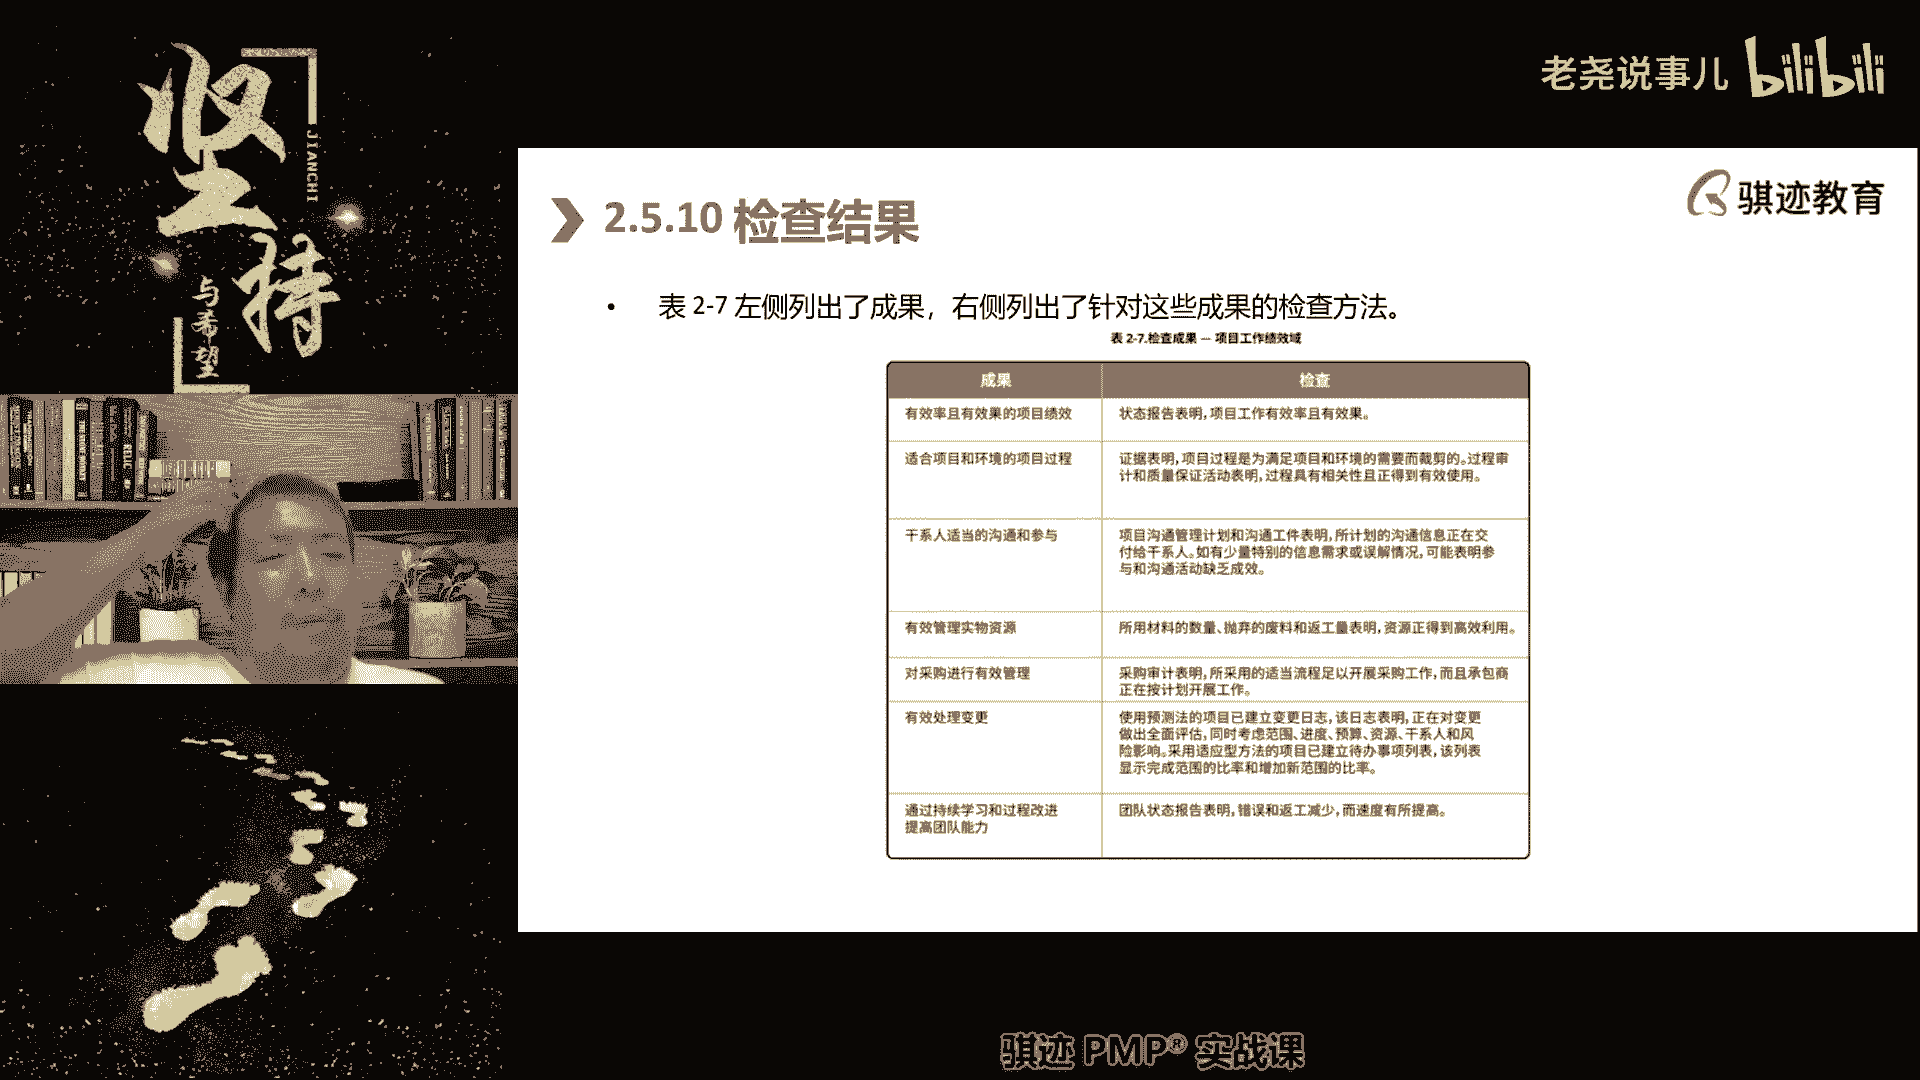 坚
持
JIANCHI
与
希
望
老尧说事儿 bilibili
骐迹教育
2.5.10 检查结果
• 表 2-7 左侧列出了成果，右侧列出了针对这些成果的检查方法。
表 2-7.检查成果 — 项目工作绩效域
成果
检查
有效率且有效果的项目绩效
状态报告表明，项目工作有效率且有效果。
适合项目和环境的项目过程
证据表明，项目过程是为满足项目和环境的需要而裁剪的。过程审
计和质量保证活动表明，过程具有相关性且正得到有效使用。
干系人适当的沟通和参与
项目沟通管理计划和沟通工件表明，所计划的沟通信息正在交
付给干系人。如有少量特别的信息需求或误解情况，可能表明参
与和沟通活动缺乏成效。
有效管理实物资源
所用材料的数量、抛弃的废料和返工量表明，资源正得到高效利用。
对采购进行有效管理
采购审计表明，所采用的适当流程足以开展采购工作，而且承包商
正在按计划开展工作。
有效处理变更
使用预测法的项目已建立变更日志，该日志表明，正在对变更
做出全面评估，同时考虑范围、进度、预算、资源、干系人和风
险影响。采用适应型方法的项目已建立待办事项列表，该列表
显示完成范围的比率和增加新范围的比率。
通过持续学习和过程改进
提高团队能力
团队状态报告表明，错误和返工减少，而速度有所提高。
骐迹 PMP® 实战课